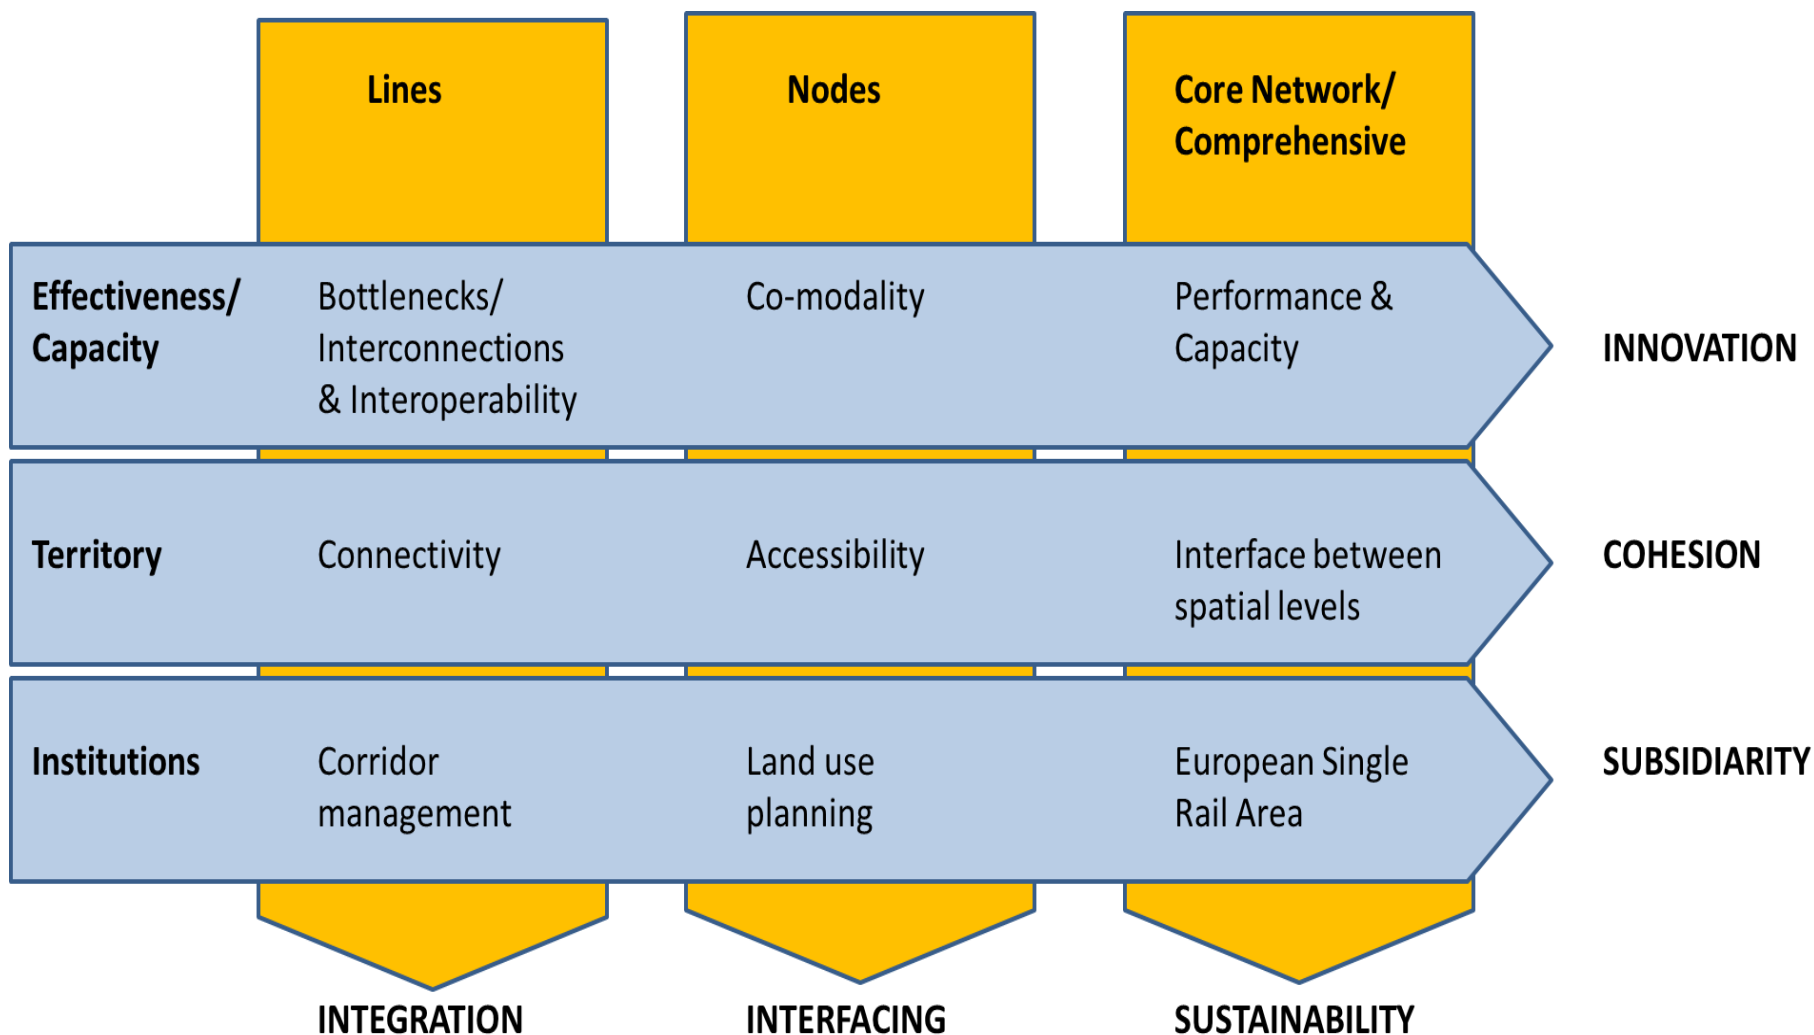 Lines
Nodes
Core Network/
Comprehensive
Effectiveness/
Capacity
Bottlenecks/
Interconnections
& Interoperability
Co-modality
Performance &
Capacity
INNOVATION
Territory
Connectivity
Accessibility
Interface between
spatial levels
COHESION
Institutions
Corridor
management
Land use
planning
European Single
Rail Area
SUBSIDIARITY
INTEGRATION
INTERFACING
SUSTAINABILITY